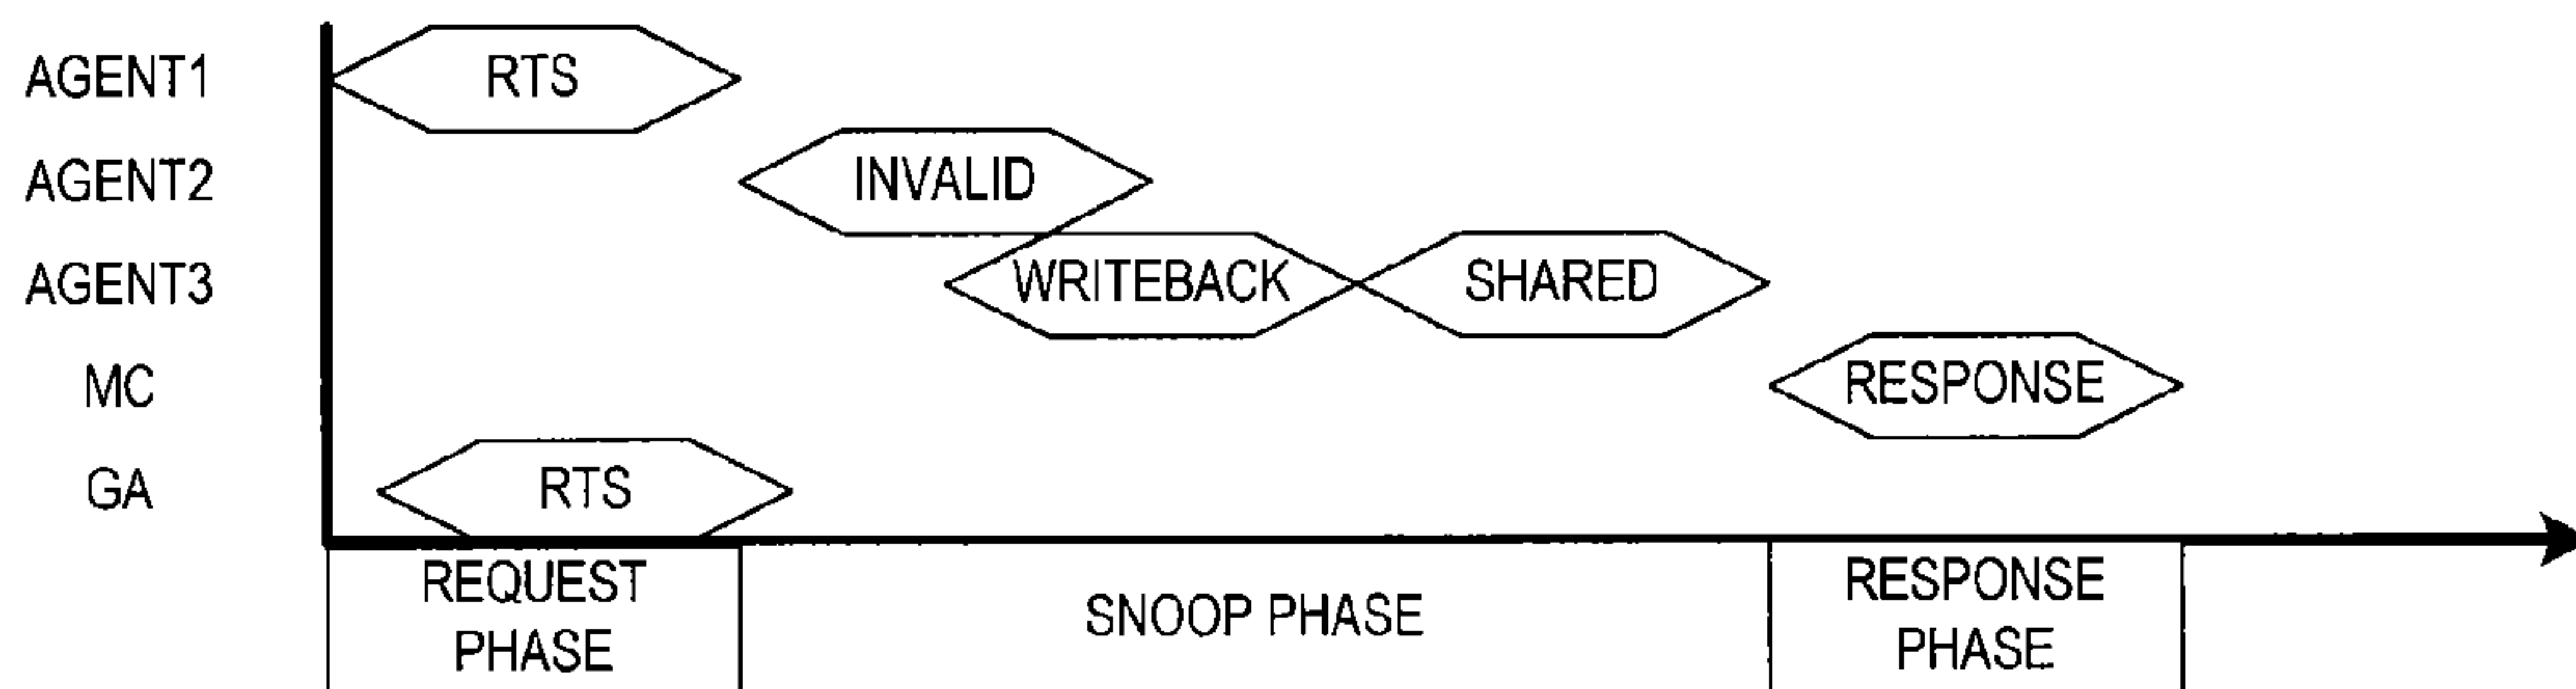 AGENT1 RTS
AGENT2 INVALID
AGENT3 WRITEBACK SHARED
MC RESPONSE
GA RTS
REQUEST PHASE
SNOOP PHASE
RESPONSE PHASE